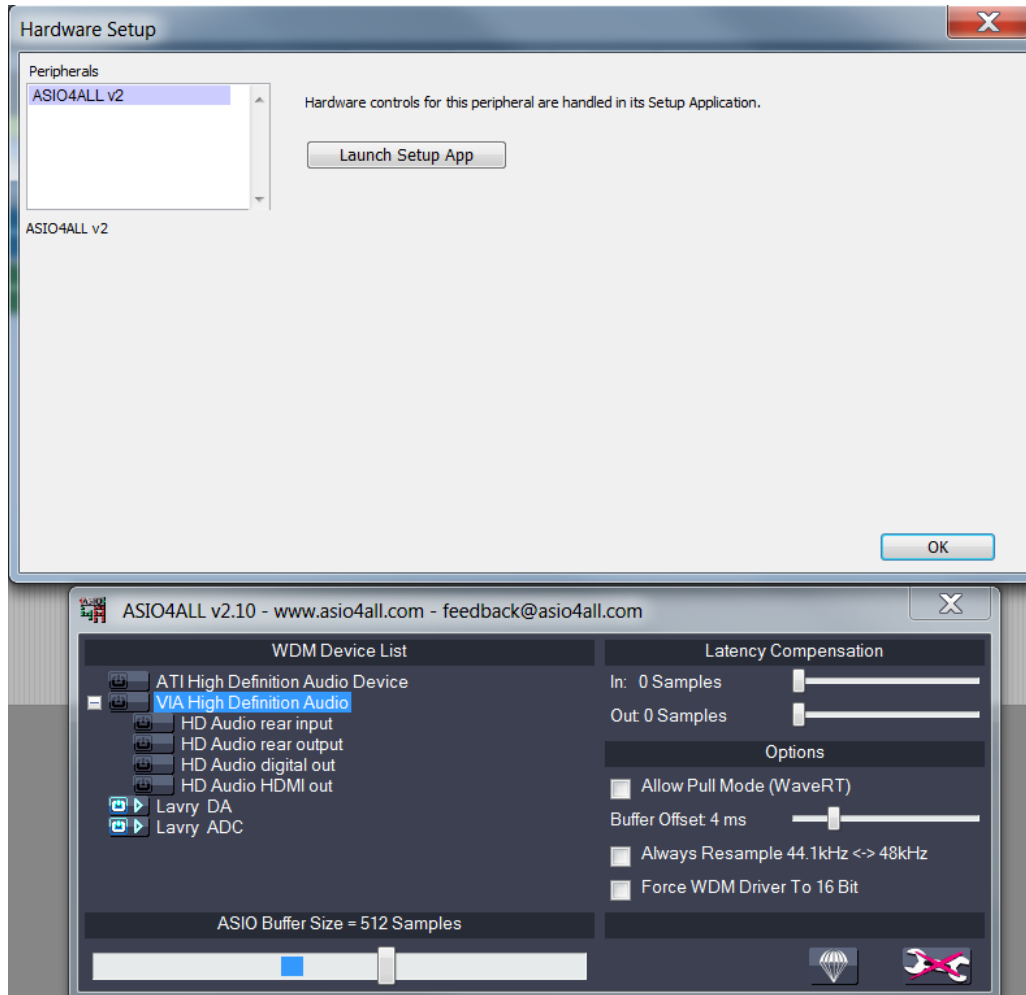 Hardware Setup
Peripherals
ASIO4ALL v2
Hardware controls for this peripheral are handled in its Setup Application.
Launch Setup App
ASIO4ALL v2
OK
ASIO4ALL v2.10 - www.asio4all.com - feedback@asio4all.com
WDM Device List
ATI High Definition Audio Device
VIA High Definition Audio
HD Audio rear input
HD Audio rear output
HD Audio digital out
HD Audio HDMI out
Lavry DA
Lavry ADC
ASIO Buffer Size = 512 Samples
Latency Compensation
In: 0 Samples
Out: 0 Samples
Options
Allow Pull Mode (WaveRT)
Buffer Offset: 4 ms
Always Resample 44.1kHz <-> 48kHz
Force WDM Driver To 16 Bit